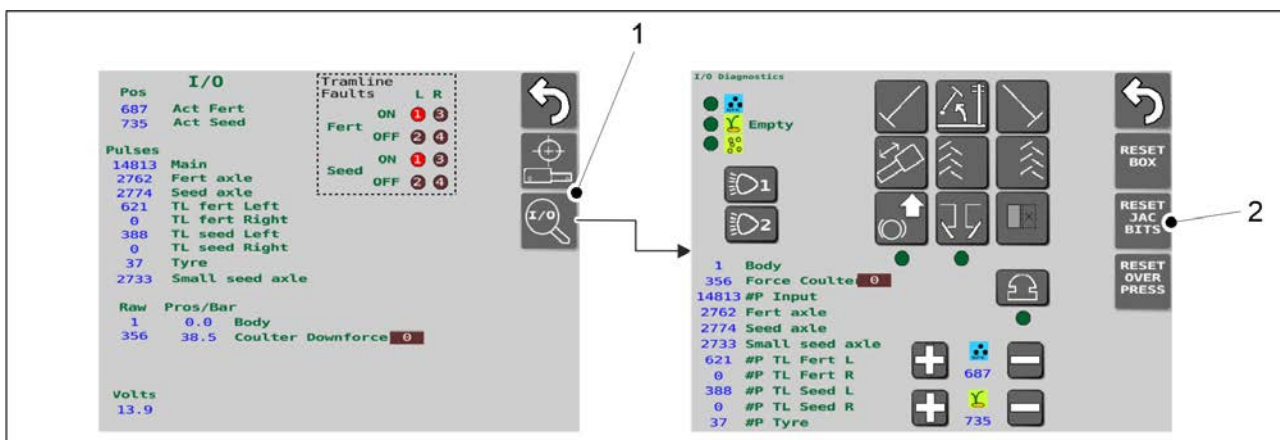 1
I/O
Pos
687 Act Fert
735 Act Seed
Tramline
Faults L R
Fert ON 1 3
OFF 2 4
Seed ON 1 3
OFF 2 4
Pulses
14813 Main
2762 Fert axle
2774 Seed axle
621 TL fert Left
0 TL fert Right
388 TL seed Left
0 TL seed Right
37 Tyre
2733 Small seed axle
Raw Pros/Bar
1 0.0 Body
356 38.5 Coulter Downforce 0
Volts
13.9
I/O
I/O Diagnostics
Empty
1
2
RESET
BOX
RESET
JAC
BITS
2
RESET
OVER
PRESS
1 Body
356 Force Coulte 0
14813 #P Input
2762 Fert axle
2774 Seed axle
2733 Small seed axle
621 #P TL Fert L
0 #P TL Fert R
388 #P TL Seed L
0 #P TL Seed R
37 #P Tyre
687
735